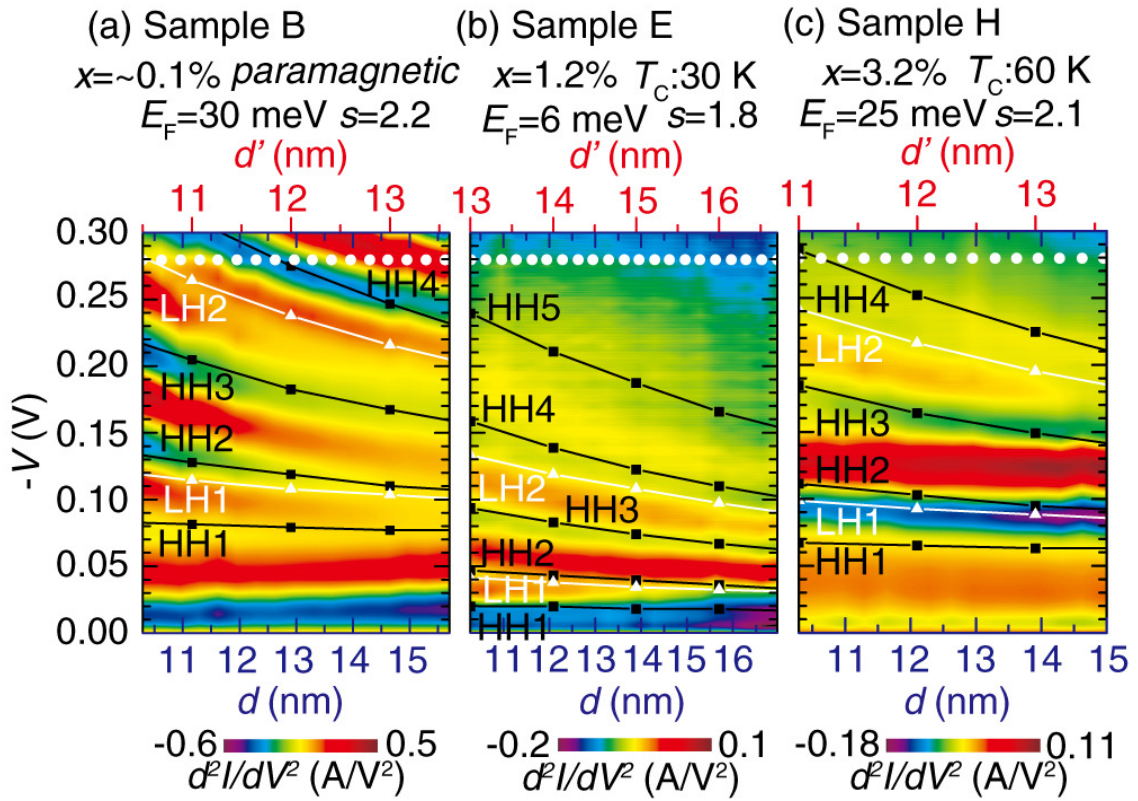 (a) Sample B
x=~0.1% paramagnetic
E_F=30 meV s=2.2
d' (nm)
11 12 13
(b) Sample E
x=1.2% T_C:30 K
E_F=6 meV s=1.8
d' (nm)
13 14 15 16
(c) Sample H
x=3.2% T_C:60 K
E_F=25 meV s=2.1
d' (nm)
11 12 13
-V (V)
0.30
0.25
0.20
0.15
0.10
0.05
0.00
HH4
LH2
HH3
HH2
LH1
HH1
HH5
HH4
LH2
HH3
HH2
LH1
HH1
HH4
LH2
HH3
HH2
LH1
HH1
11 12 13 14 15
d (nm)
11 12 13 14 15 16
d (nm)
11 12 13 14 15
d (nm)
-0.6 0.5
d²I/dV² (A/V²)
-0.2 0.1
d²I/dV² (A/V²)
-0.18 0.11
d²I/dV² (A/V²)